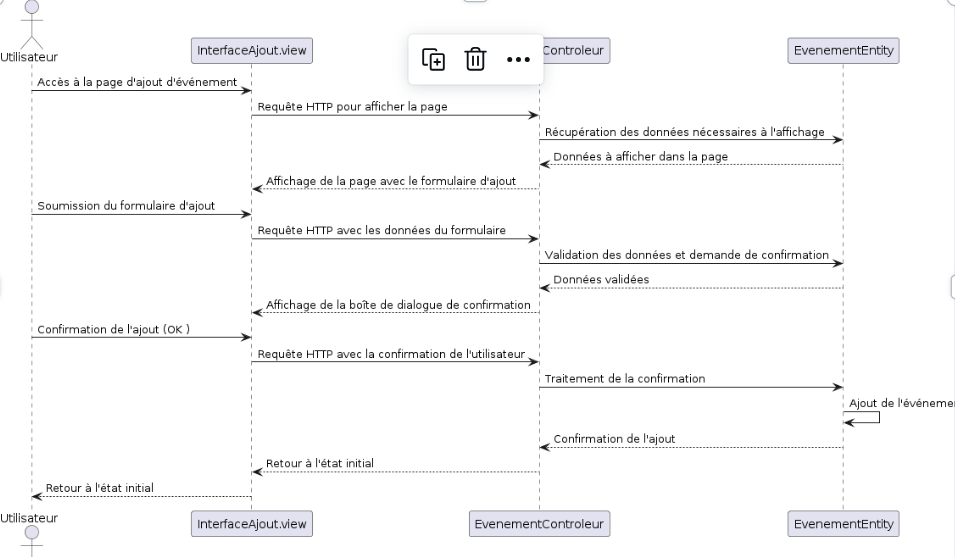 Utilisateur
InterfaceAjout.view
Controleur
EvenementEntity
Accès à la page d'ajout d'événement
Requête HTTP pour afficher la page
Récupération des données nécessaires à l'affichage
Données à afficher dans la page
Affichage de la page avec le formulaire d'ajout
Soumission du formulaire d'ajout
Requête HTTP avec les données du formulaire
Validation des données et demande de confirmation
Données validées
Affichage de la boîte de dialogue de confirmation
Confirmation de l'ajout (OK )
Requête HTTP avec la confirmation de l'utilisateur
Traitement de la confirmation
Ajout de l'événeme
Confirmation de l'ajout
Retour à l'état initial
Retour à l'état initial
Utilisateur
InterfaceAjout.view
EvenementControleur
EvenementEntity